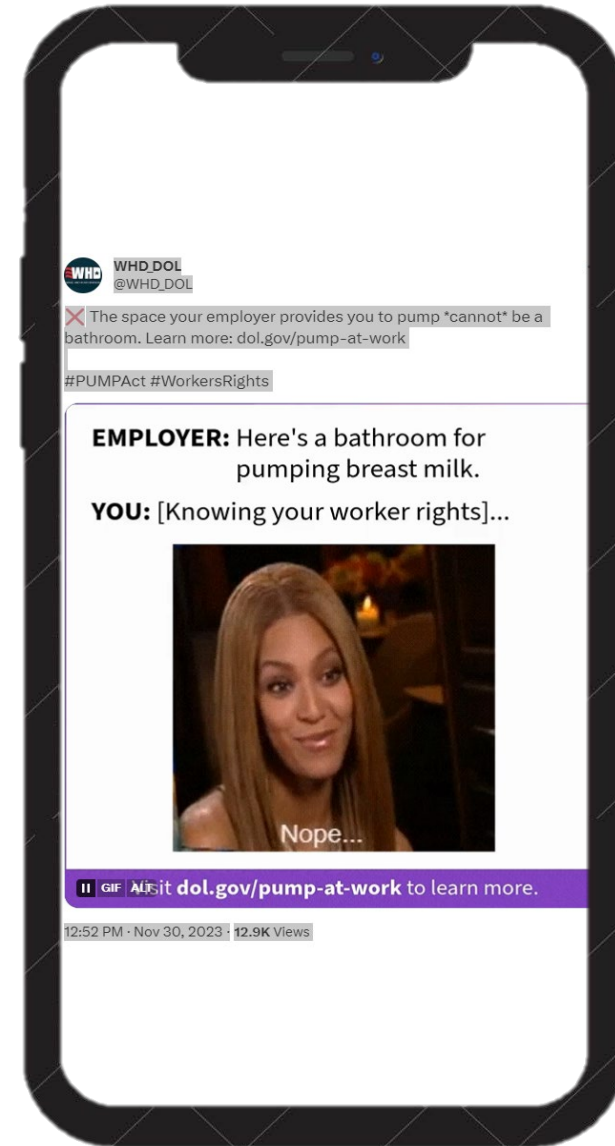 WHD
WHD_DOL
@WHD_DOL
❌ The space your employer provides you to pump *cannot* be a
bathroom. Learn more: dol.gov/pump-at-work
#PUMPAct #WorkersRights
EMPLOYER: Here's a bathroom for
pumping breast milk.
YOU: [Knowing your worker rights]...
Nope...
GIF ALT
dol.gov/pump-at-work to learn more.
12:52 PM · Nov 30, 2023 · 12.9K Views